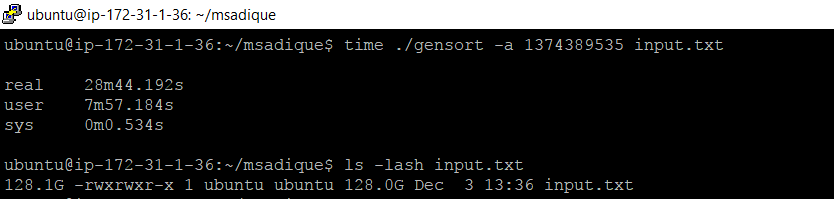 ubuntu@ip-172-31-1-36: ~/msadique
ubuntu@ip-172-31-1-36:~/msadique$ time ./gensort -a 1374389535 input.txt
real 28m44.192s
user 7m57.184s
sys 0m0.534s
ubuntu@ip-172-31-1-36:~/msadique$ ls -lash input.txt
128.1G -rwxrwxr-x 1 ubuntu ubuntu 128.0G Dec 3 13:36 input.txt